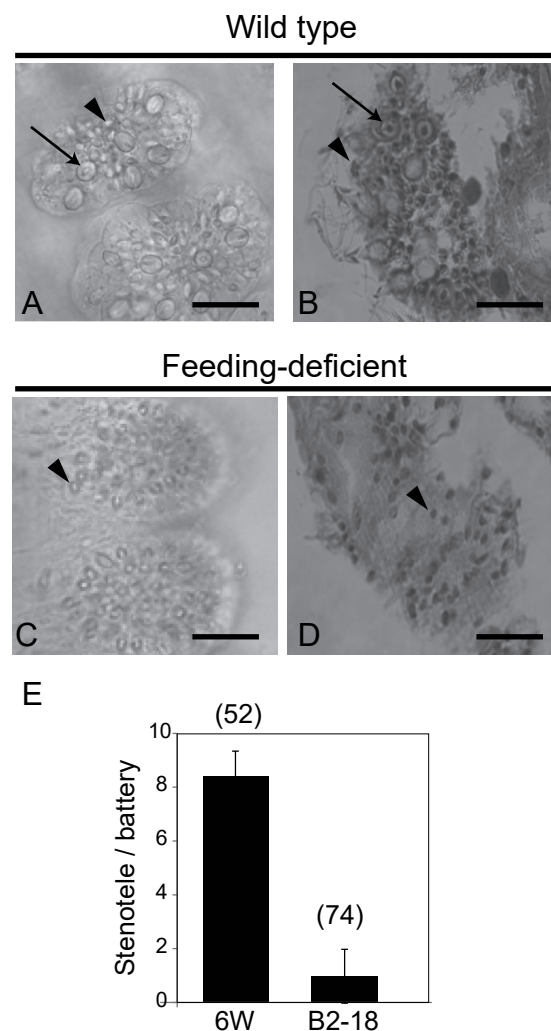 Wild type
A
B
Feeding-deficient
C
D
E
(52)
(74)
10
8
6
4
2
0
Stenotele / battery
6W
B2-18